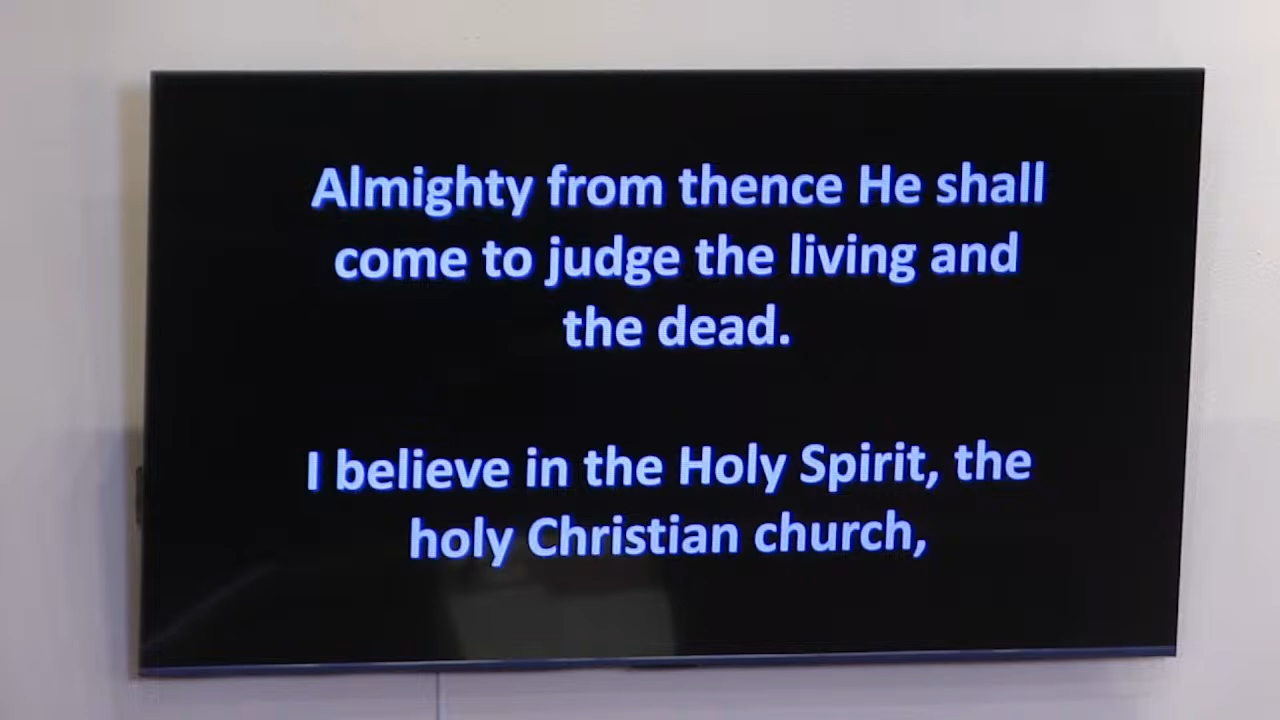 Almighty from thence He shall
come to judge the living and
the dead.
I believe in the Holy Spirit, the
holy Christian church,